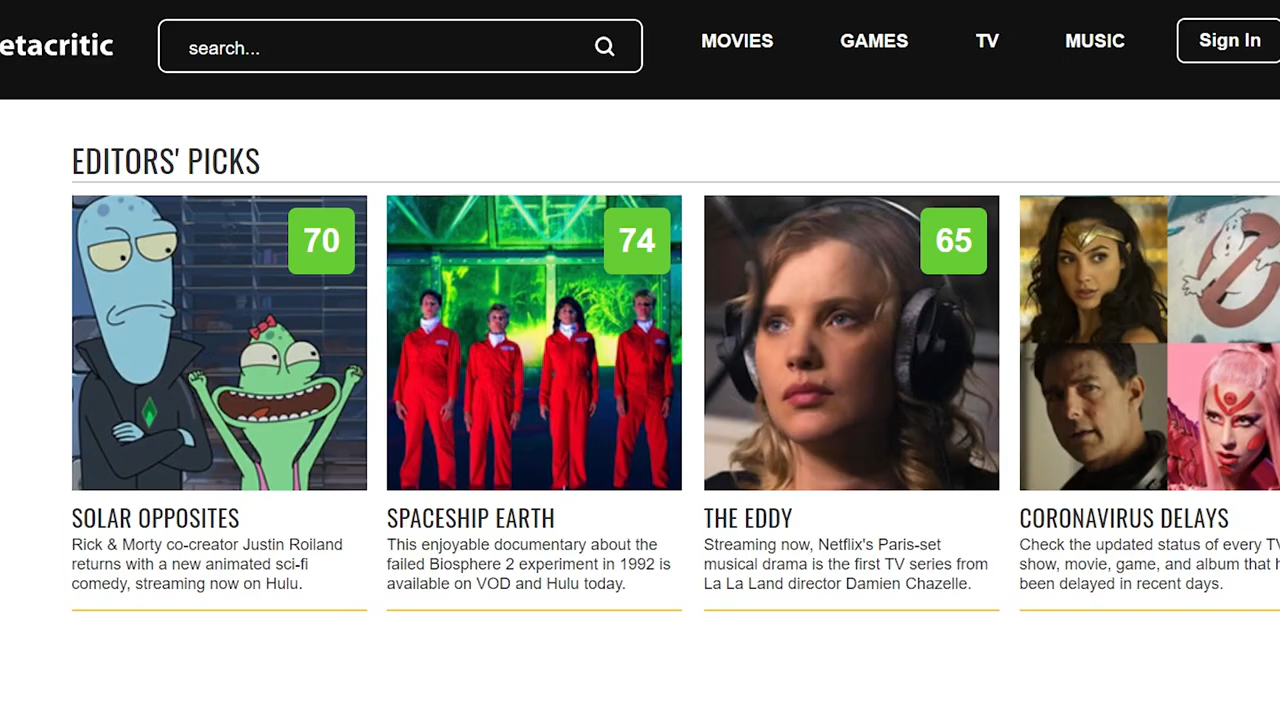 etacritic
search...
MOVIES
GAMES
TV
MUSIC
Sign In
EDITORS' PICKS
70
74
65
SOLAR OPPOSITES
Rick & Morty co-creator Justin Roiland
returns with a new animated sci-fi
comedy, streaming now on Hulu.
SPACESHIP EARTH
This enjoyable documentary about the
failed Biosphere 2 experiment in 1992 is
available on VOD and Hulu today.
THE EDDY
Streaming now, Netflix's Paris-set
musical drama is the first TV series from
La La Land director Damien Chazelle.
CORONAVIRUS DELAYS
Check the updated status of every TV
show, movie, game, and album that h
been delayed in recent days.